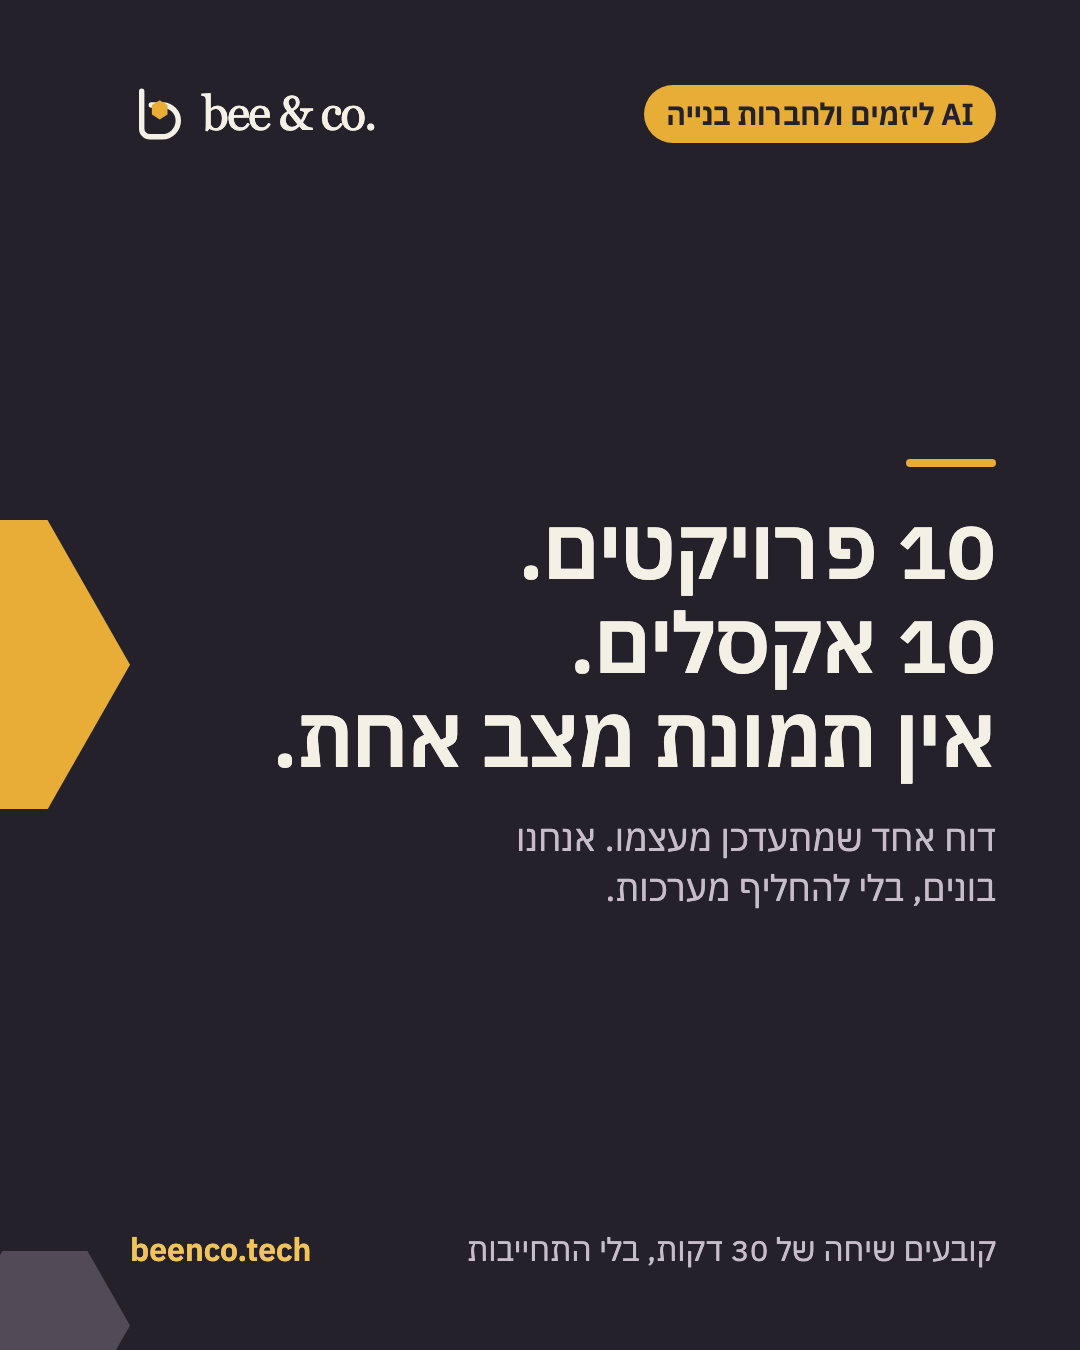 bee & co.
AI ליזמים ולחברות בנייה
10 פרויקטים.
10 אקסלים.
אין תמונת מצב אחת.
דוח אחד שמתעדכן מעצמו. אנחנו
בונים, בלי להחליף מערכות.
קובעים שיחה של 30 דקות, בלי התחייבות
beenco.tech